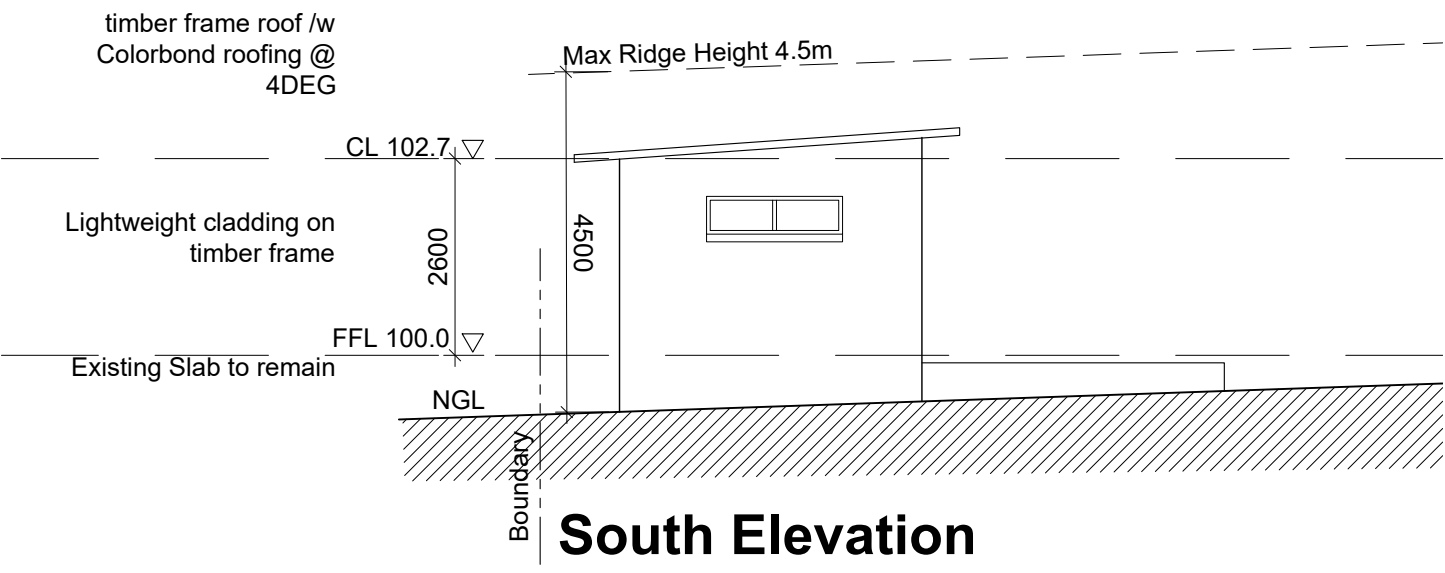 timber frame roof /w
Colorbond roofing @
4DEG
Max Ridge Height 4.5m
CL 102.7
Lightweight cladding on
timber frame
2600
4500
FFL 100.0
Existing Slab to remain
NGL
Boundary
South Elevation